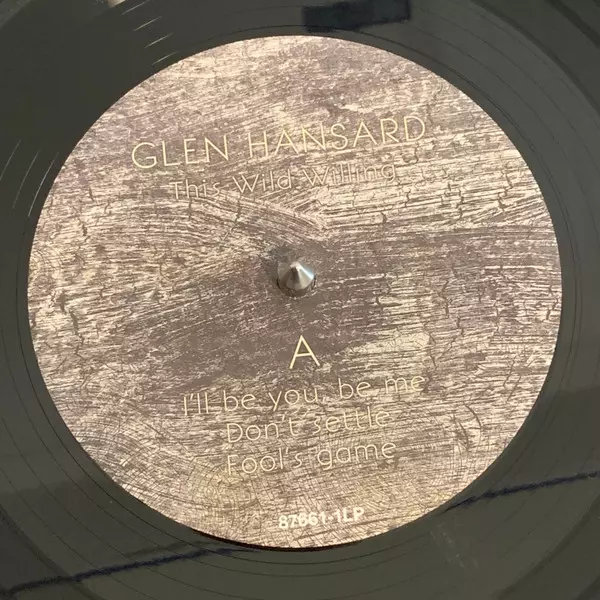 GLEN HANSARD
This Wild Willing
A
I'll be you, be me
Don't settle
Fool's game
87661-1LP